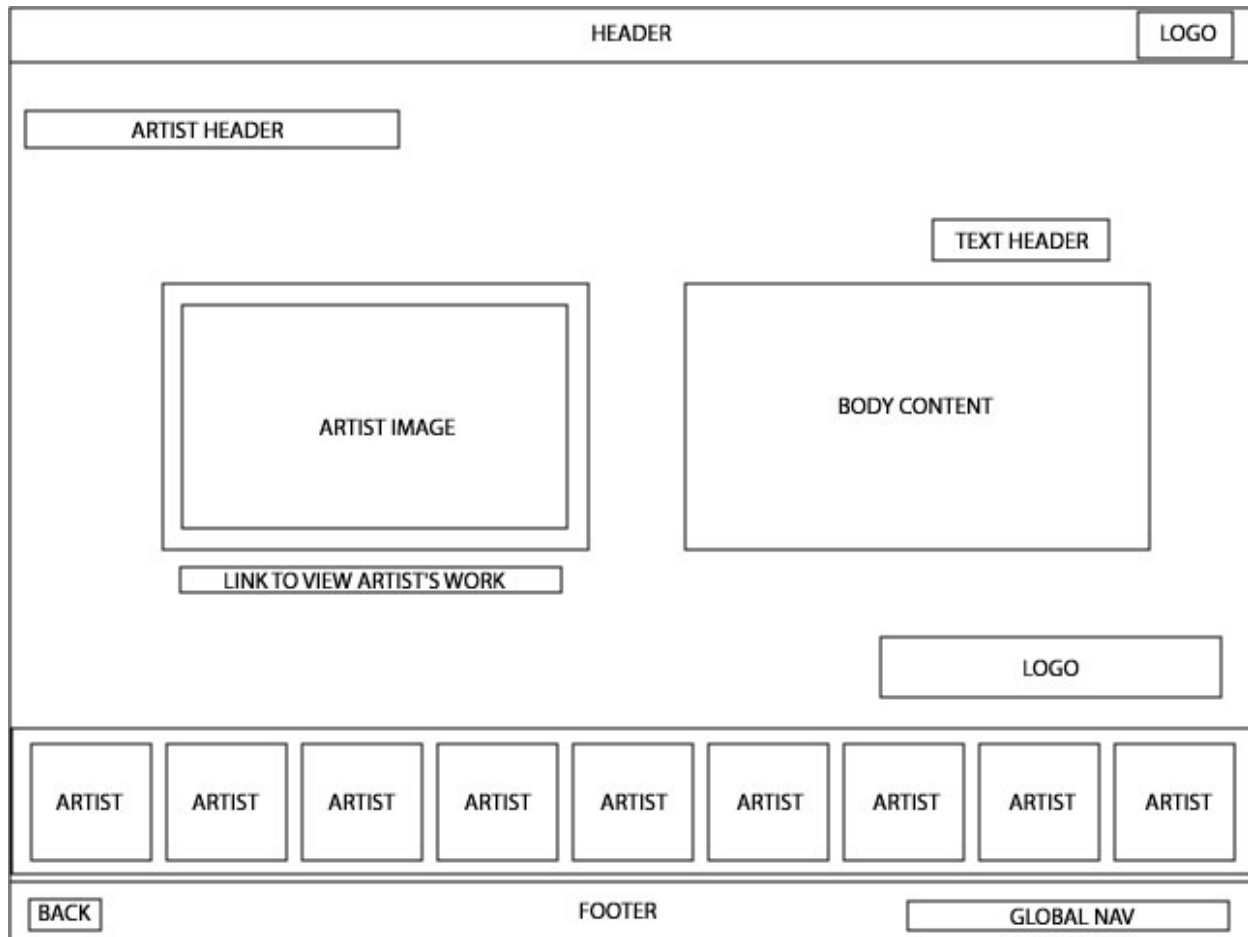 HEADER
LOGO
ARTIST HEADER
TEXT HEADER
ARTIST IMAGE
BODY CONTENT
LINK TO VIEW ARTIST'S WORK
LOGO
ARTIST ARTIST ARTIST ARTIST ARTIST ARTIST ARTIST ARTIST ARTIST
BACK
FOOTER
GLOBAL NAV